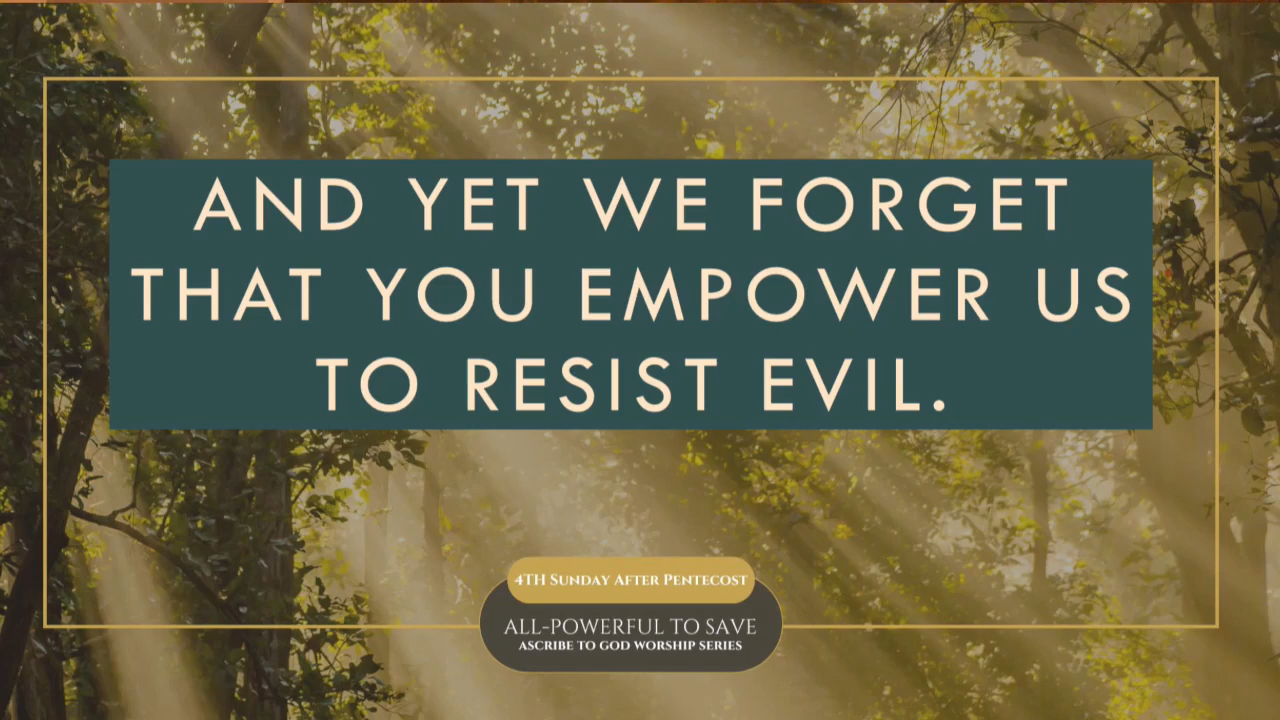 AND YET WE FORGET
THAT YOU EMPOWER US
TO RESIST EVIL.
4TH SUNDAY AFTER PENTECOST
ALL-POWERFUL TO SAVE
ASCRIBE TO GOD WORSHIP SERIES